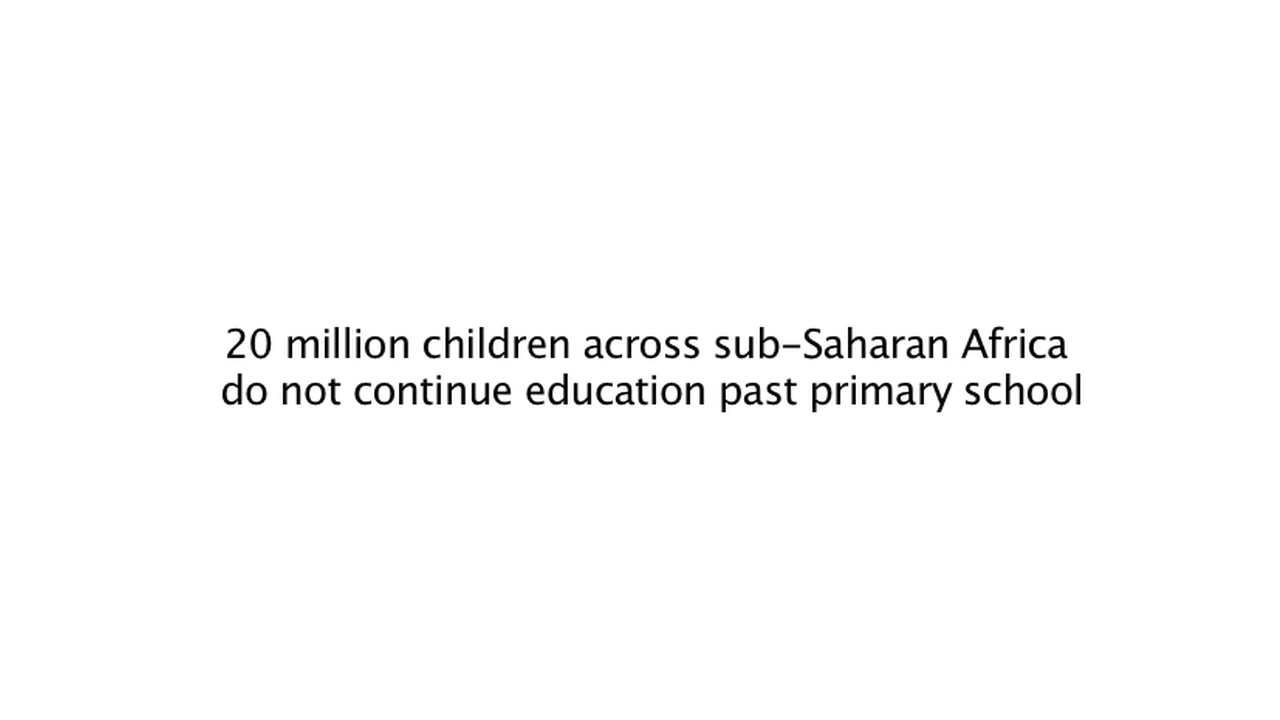 20 million children across sub-Saharan Africa
do not continue education past primary school